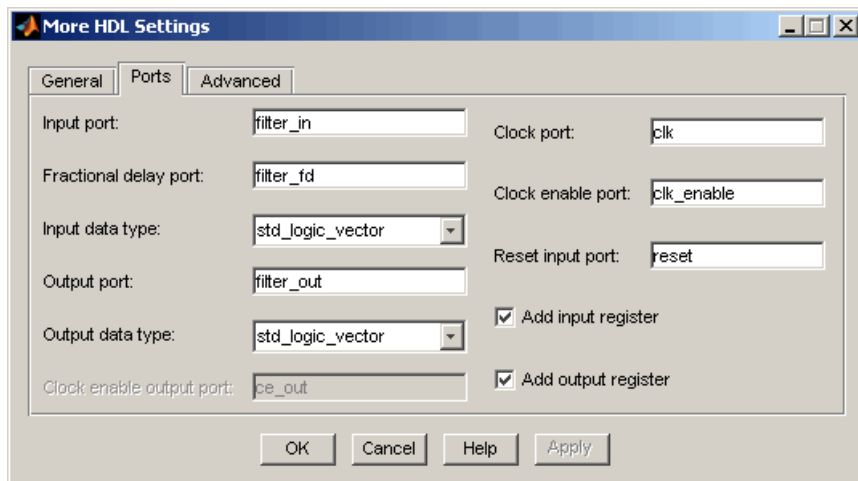 More HDL Settings
General Ports Advanced
Input port: filter_in
Fractional delay port: filter_fd
Input data type: std_logic_vector
Output port: filter_out
Output data type: std_logic_vector
Clock enable output port: ce_out
Clock port: clk
Clock enable port: clk_enable
Reset input port: reset
Add input register
Add output register
OK Cancel Help Apply